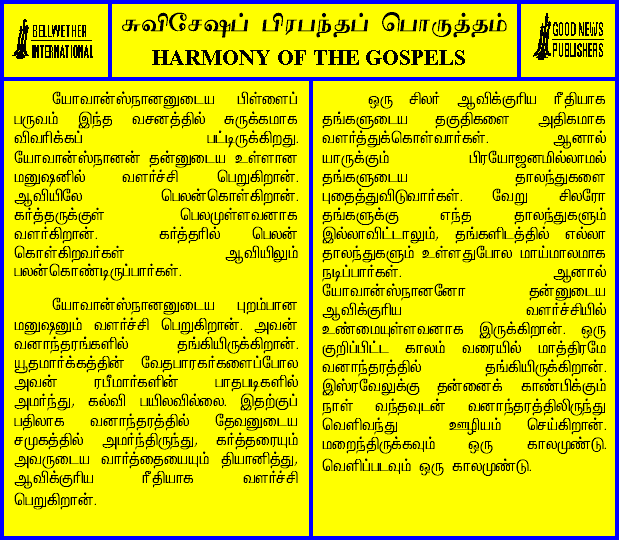 BELLWETHER
INTERNATIONAL
சுவிசேஷப் பிரபந்தப் பொருத்தம்
HARMONY OF THE GOSPELS
GOOD NEWS
PUBLISHERS
யோவான்ஸ்நானனுடைய பிள்ளைப்
பருவம் இந்த வசனத்தில் சுருக்கமாக
விவரிக்கப் பட்டிருக்கிறது.
யோவான்ஸ்நானன் தன்னுடைய உள்ளான
மனுஷனில் வளர்ச்சி பெறுகிறான்.
ஆவியிலே பெலன்கொள்கிறான்.
கர்த்தருக்குள் பெலமுள்ளவனாக
வளர்கிறான். கர்த்தரில் பெலன்
கொள்கிறவர்கள் ஆவியிலும்
பலன்கொண்டிருப்பார்கள்.
யோவான்ஸ்நானனுடைய புறம்பான
மனுஷனும் வளர்ச்சி பெறுகிறான். அவன்
வனாந்தரங்களில் தங்கியிருக்கிறான்.
யூதமார்க்கத்தின் வேதபாரகர்களைப்போல
அவன் ரபீமார்களின் பாதபடிகளில்
அமர்ந்து, கல்வி பயிலவில்லை. இதற்குப்
பதிலாக வனாந்தரத்தில் தேவனுடைய
சமுகத்தில் அமர்ந்திருந்து, கர்த்தரையும்
அவருடைய வார்த்தையையும் தியானித்து,
ஆவிக்குரிய ரீதியாக வளர்ச்சி
பெறுகிறான்.
ஒரு சிலர் ஆவிக்குரிய ரீதியாக
தங்களுடைய தகுதிகளை அதிகமாக
வளர்த்துக்கொள்வார்கள். ஆனால்
யாருக்கும் பிரயோஜனமில்லாமல்
தங்களுடைய தாலந்துகளை
புதைத்துவிடுவார்கள். வேறு சிலரோ
தங்களுக்கு எந்த தாலந்துகளும்
இல்லாவிட்டாலும், தங்களிடத்தில் எல்லா
தாலந்துகளும் உள்ளதுபோல மாய்மாலமாக
நடிப்பார்கள். ஆனால்
யோவான்ஸ்நானனோ தன்னுடைய
ஆவிக்குரிய வளர்ச்சியில்
உண்மையுள்ளவனாக இருக்கிறான். ஒரு
குறிப்பிட்ட காலம் வரையில் மாத்திரமே
வனாந்தரத்தில் தங்கியிருக்கிறான்.
இஸ்ரவேலுக்கு தன்னைக் காண்பிக்கும்
நாள் வந்தவுடன் வனாந்தரத்திலிருந்து
வெளிவந்து ஊழியம் செய்கிறான்.
மறைந்திருக்கவும் ஒரு காலமுண்டு.
வெளிப்படவும் ஒரு காலமுண்டு.